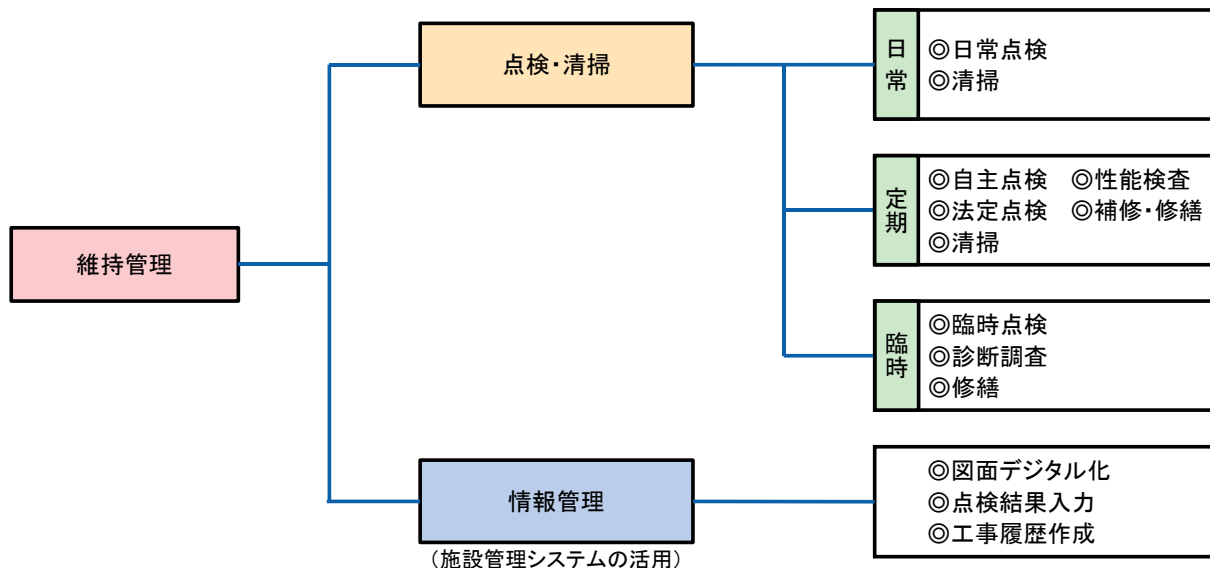 維持管理
点検・清掃
日常
◎日常点検
◎清掃
定期
◎自主点検　◎性能検査
◎法定点検　◎補修・修繕
◎清掃
臨時
◎臨時点検
◎診断調査
◎修繕
情報管理
（施設管理システムの活用）
◎図面デジタル化
◎点検結果入力
◎工事履歴作成